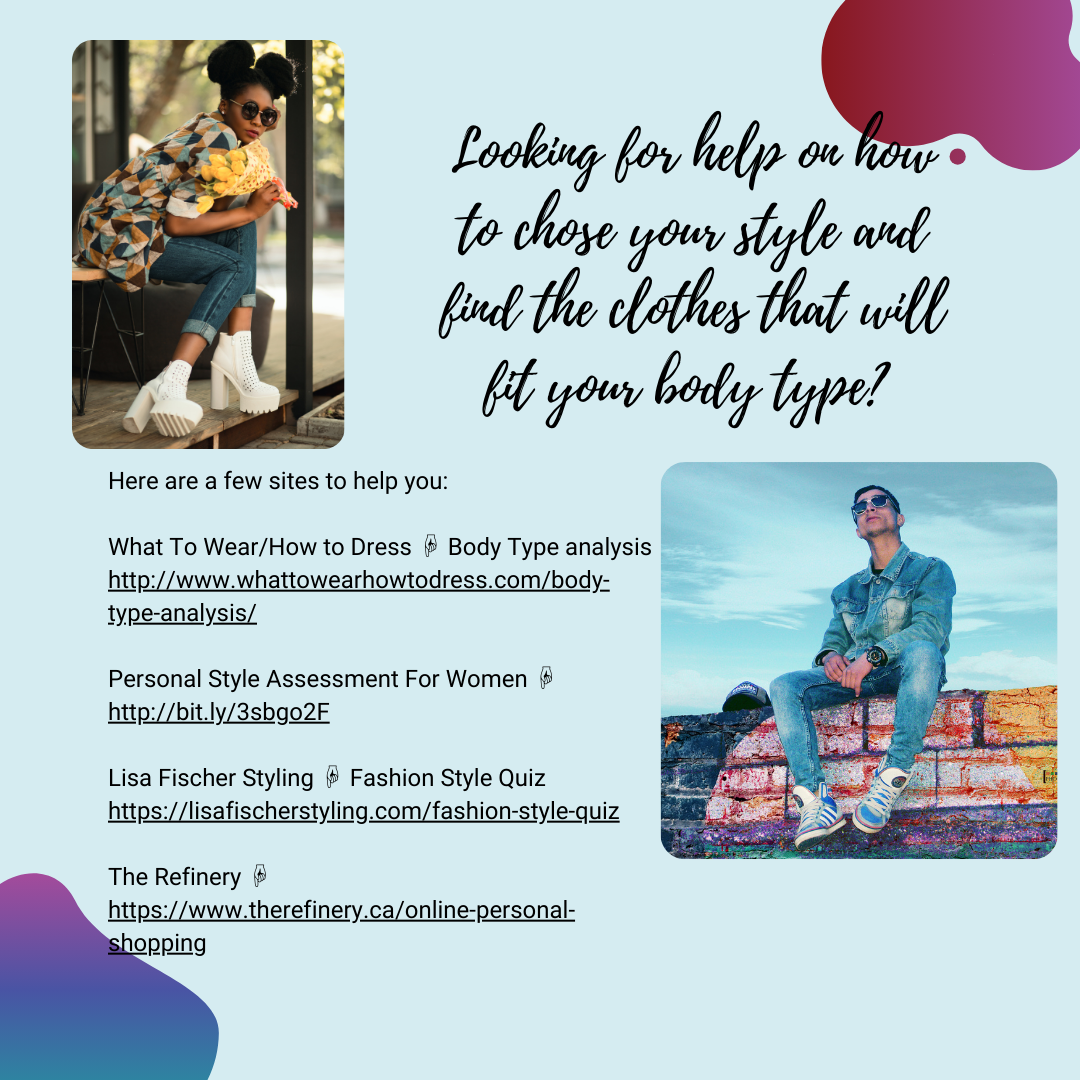 Looking for help on how
to chose your style and
find the clothes that will
fit your body type?
Here are a few sites to help you:
What To Wear/How to Dress ☟ Body Type analysis
http://www.whattowearhowtodress.com/body-
type-analysis/
Personal Style Assessment For Women ☟
http://bit.ly/3sbgo2F
Lisa Fischer Styling ☟ Fashion Style Quiz
https://lisafischerstyling.com/fashion-style-quiz
The Refinery ☟
https://www.therefinery.ca/online-personal-
shopping